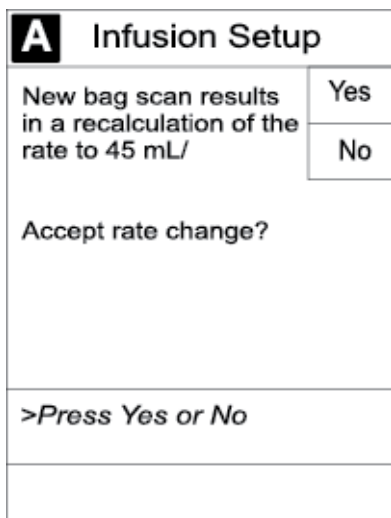 A Infusion Setup
New bag scan results
in a recalculation of the
rate to 45 mL/
Yes
No
Accept rate change?
>Press Yes or No